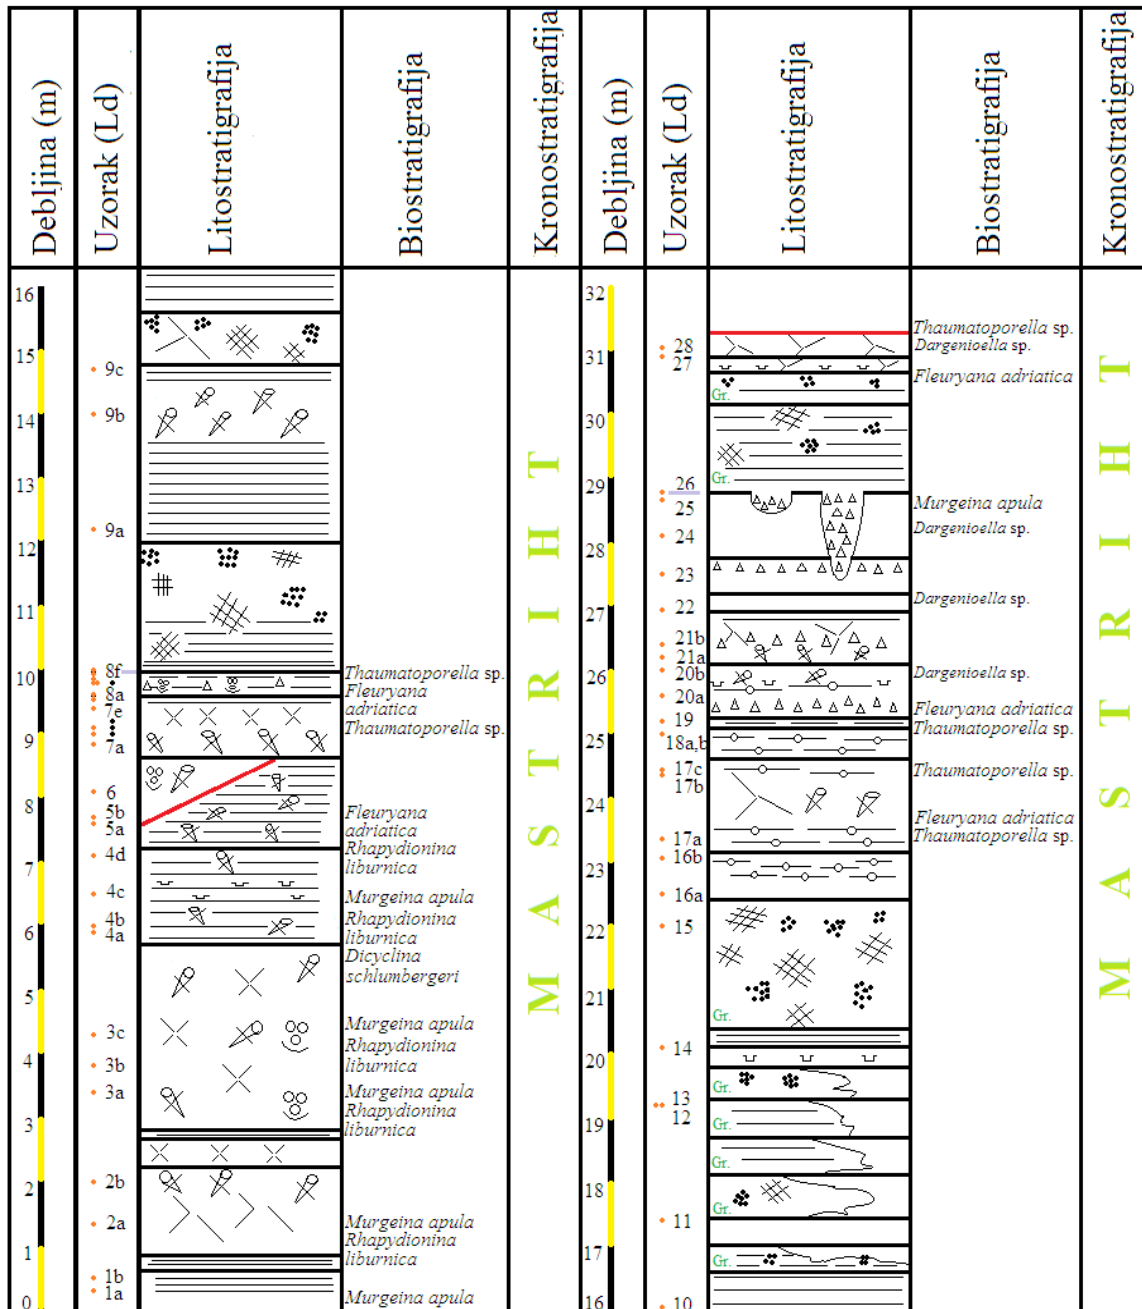 Debljina (m)
Uzorak (Ld)
Litostratigrafija
Biostratigrafija
Kronostratigrafija
Debljina (m)
Uzorak (Ld)
Litostratigrafija
Biostratigrafija
Kronostratigrafija
16
15
14
13
12
11
10
9
8
7
6
5
4
3
2
1
0
9c
9b
9a
8f
8a
7e
7a
6
5b
5a
4d
4c
4b
4a
3c
3b
3a
2b
2a
1b
1a
Thaumatoporella sp.
Fleuryana
adriatica
Thaumatoporella sp.
Fleuryana
adriatica
Rhapydionina
liburnica
Murgeina apula
Rhapydionina
liburnica
Dicyclina
schlumbergeri
Murgeina apula
Rhapydionina
liburnica
Murgeina apula
Rhapydionina
liburnica
Murgeina apula
Rhapydionina
liburnica
Murgeina apula
MASTRIHT
32
31
30
29
28
27
26
25
24
23
22
21
20
19
18
17
16
28
27
26
25
24
23
22
21b
21a
20b
20a
19
18a,b
17c
17b
17a
16b
16a
15
14
13
12
11
10
Gr.
Gr.
Gr.
Gr.
Gr.
Gr.
Gr.
Gr.
Thaumatoporella sp.
Dargenioella sp.
Fleuryana adriatica
Murgeina apula
Dargenioella sp.
Dargenioella sp.
Dargenioella sp.
Fleuryana adriatica
Thaumatoporella sp.
Thaumatoporella sp.
Fleuryana adriatica
Thaumatoporella sp.
MASTRIHT